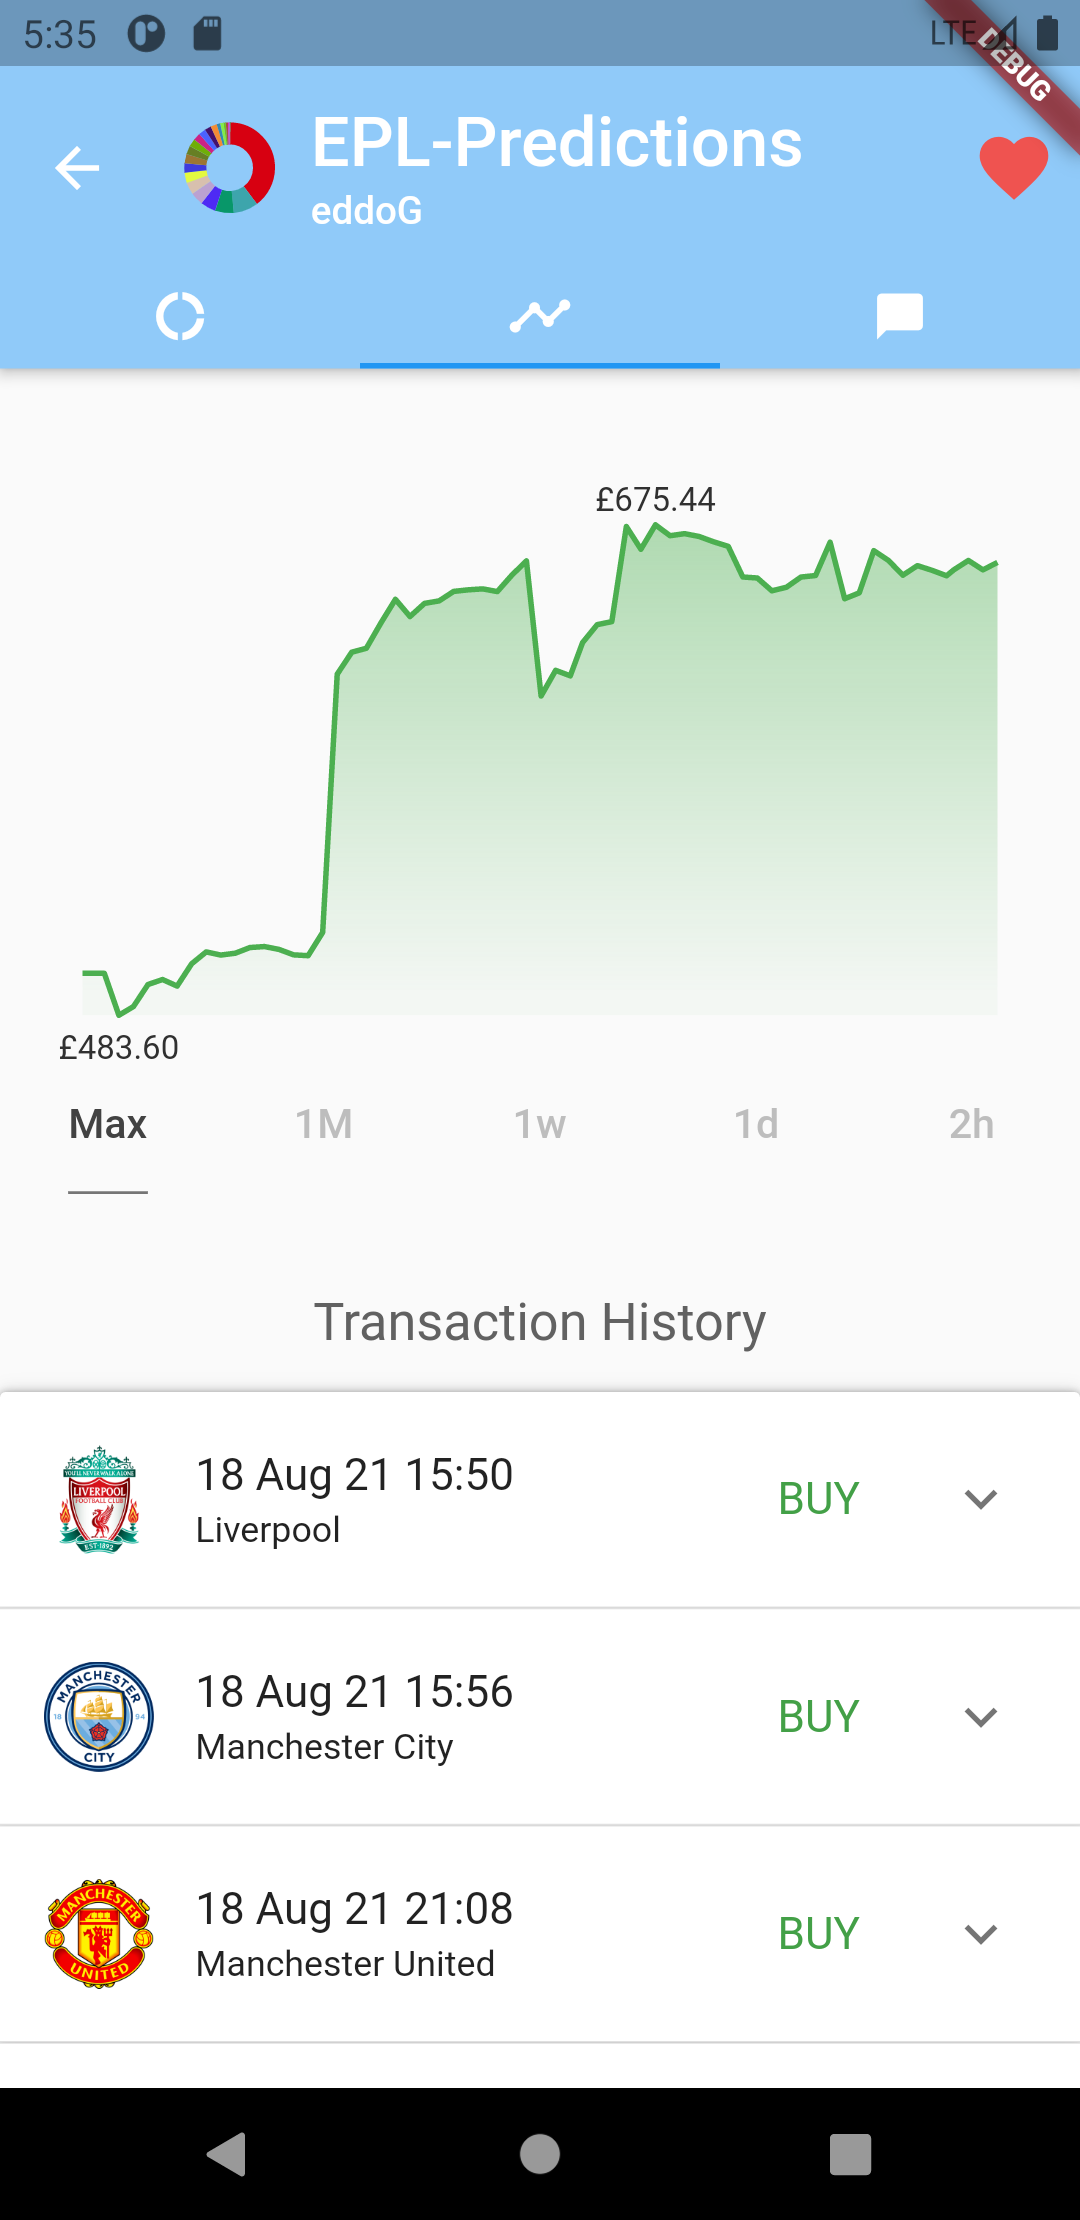 5:35
LTE
DEBUG
EPL-Predictions
eddoG
£675.44
£483.60
Max 1M 1w 1d 2h
Transaction History
YOU'LL NEVER WALK ALONE
LIVERPOOL
FOOTBALL CLUB
EST·1892
18 Aug 21 15:50
Liverpool
BUY
MANCHESTER
18 94
CITY
18 Aug 21 15:56
Manchester City
BUY
MANCHESTER
UNITED
18 Aug 21 21:08
Manchester United
BUY